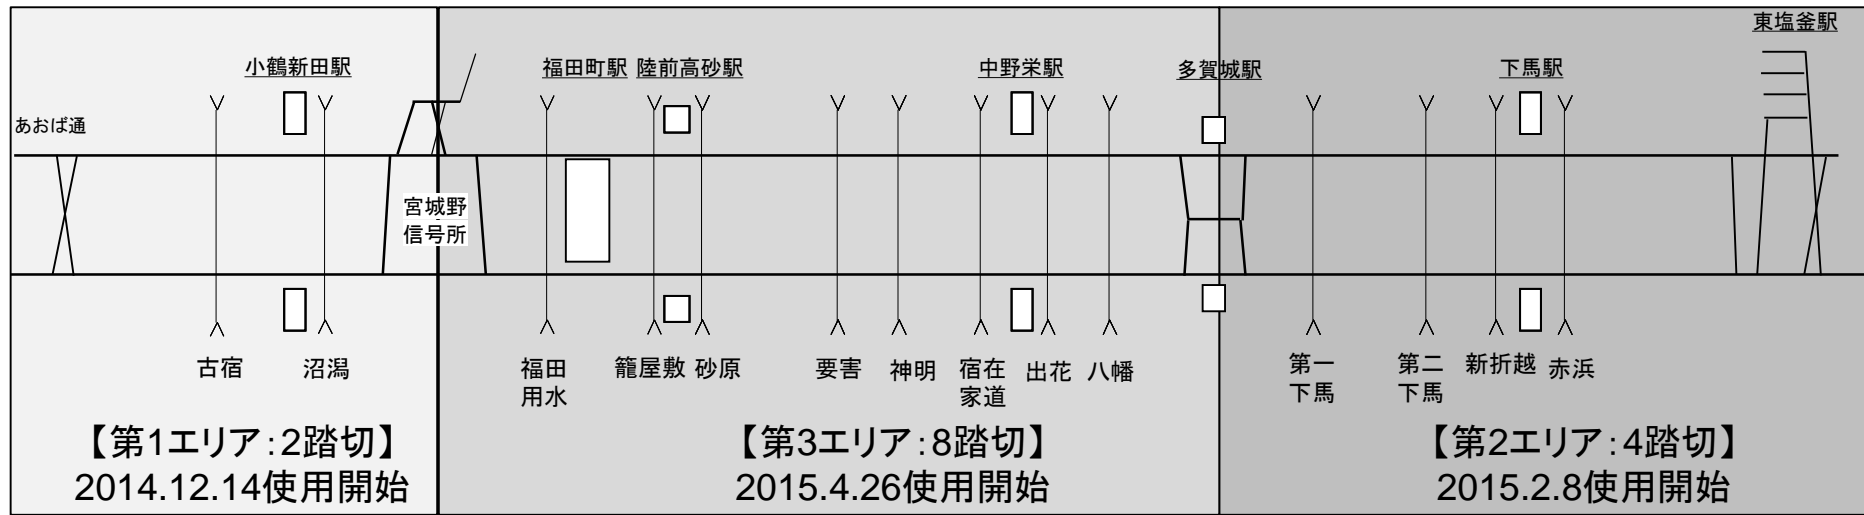 東塩釜駅
小鶴新田駅
福田町駅
陸前高砂駅
中野栄駅
多賀城駅
下馬駅
あおば通
宮城野
信号所
古宿
沼潟
福田
用水
籠屋敷
砂原
要害
神明
宿在
家道
出花
八幡
第一
下馬
第二
下馬
新折越
赤浜
【第1エリア：2踏切】
2014.12.14使用開始
【第3エリア：8踏切】
2015.4.26使用開始
【第2エリア：4踏切】
2015.2.8使用開始